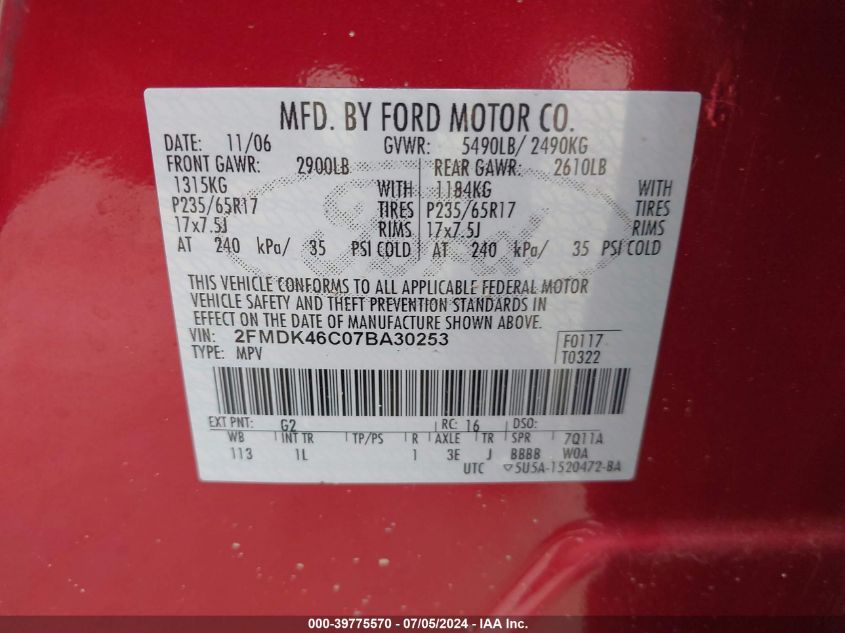 MFD. BY FORD MOTOR CO.
DATE: 11/06 GVWR: 5490LB/ 2490KG
FRONT GAWR: 2900LB REAR GAWR: 2610LB
1315KG WITH 1184KG WITH
P235/65R17 TIRES P235/65R17 TIRES
17x7.5J RIMS 17x7.5J RIMS
AT 240 kPa/ 35 PSI COLD AT 240 kPa/ 35 PSI COLD
THIS VEHICLE CONFORMS TO ALL APPLICABLE FEDERAL MOTOR
VEHICLE SAFETY AND THEFT PREVENTION STANDARDS IN
EFFECT ON THE DATE OF MANUFACTURE SHOWN ABOVE.
VIN: 2FMDK46C07BA30253 F0117
TYPE: MPV T0322
EXT PNT: G2 RC: 16 DSO:
WB INT TR TP/PS R AXLE TR SPR 7Q11A
113 1L 1 3E J BBBB W0A
UTC 5U5A-1520472-BA
000-39775570 - 07/05/2024 - IAA Inc.